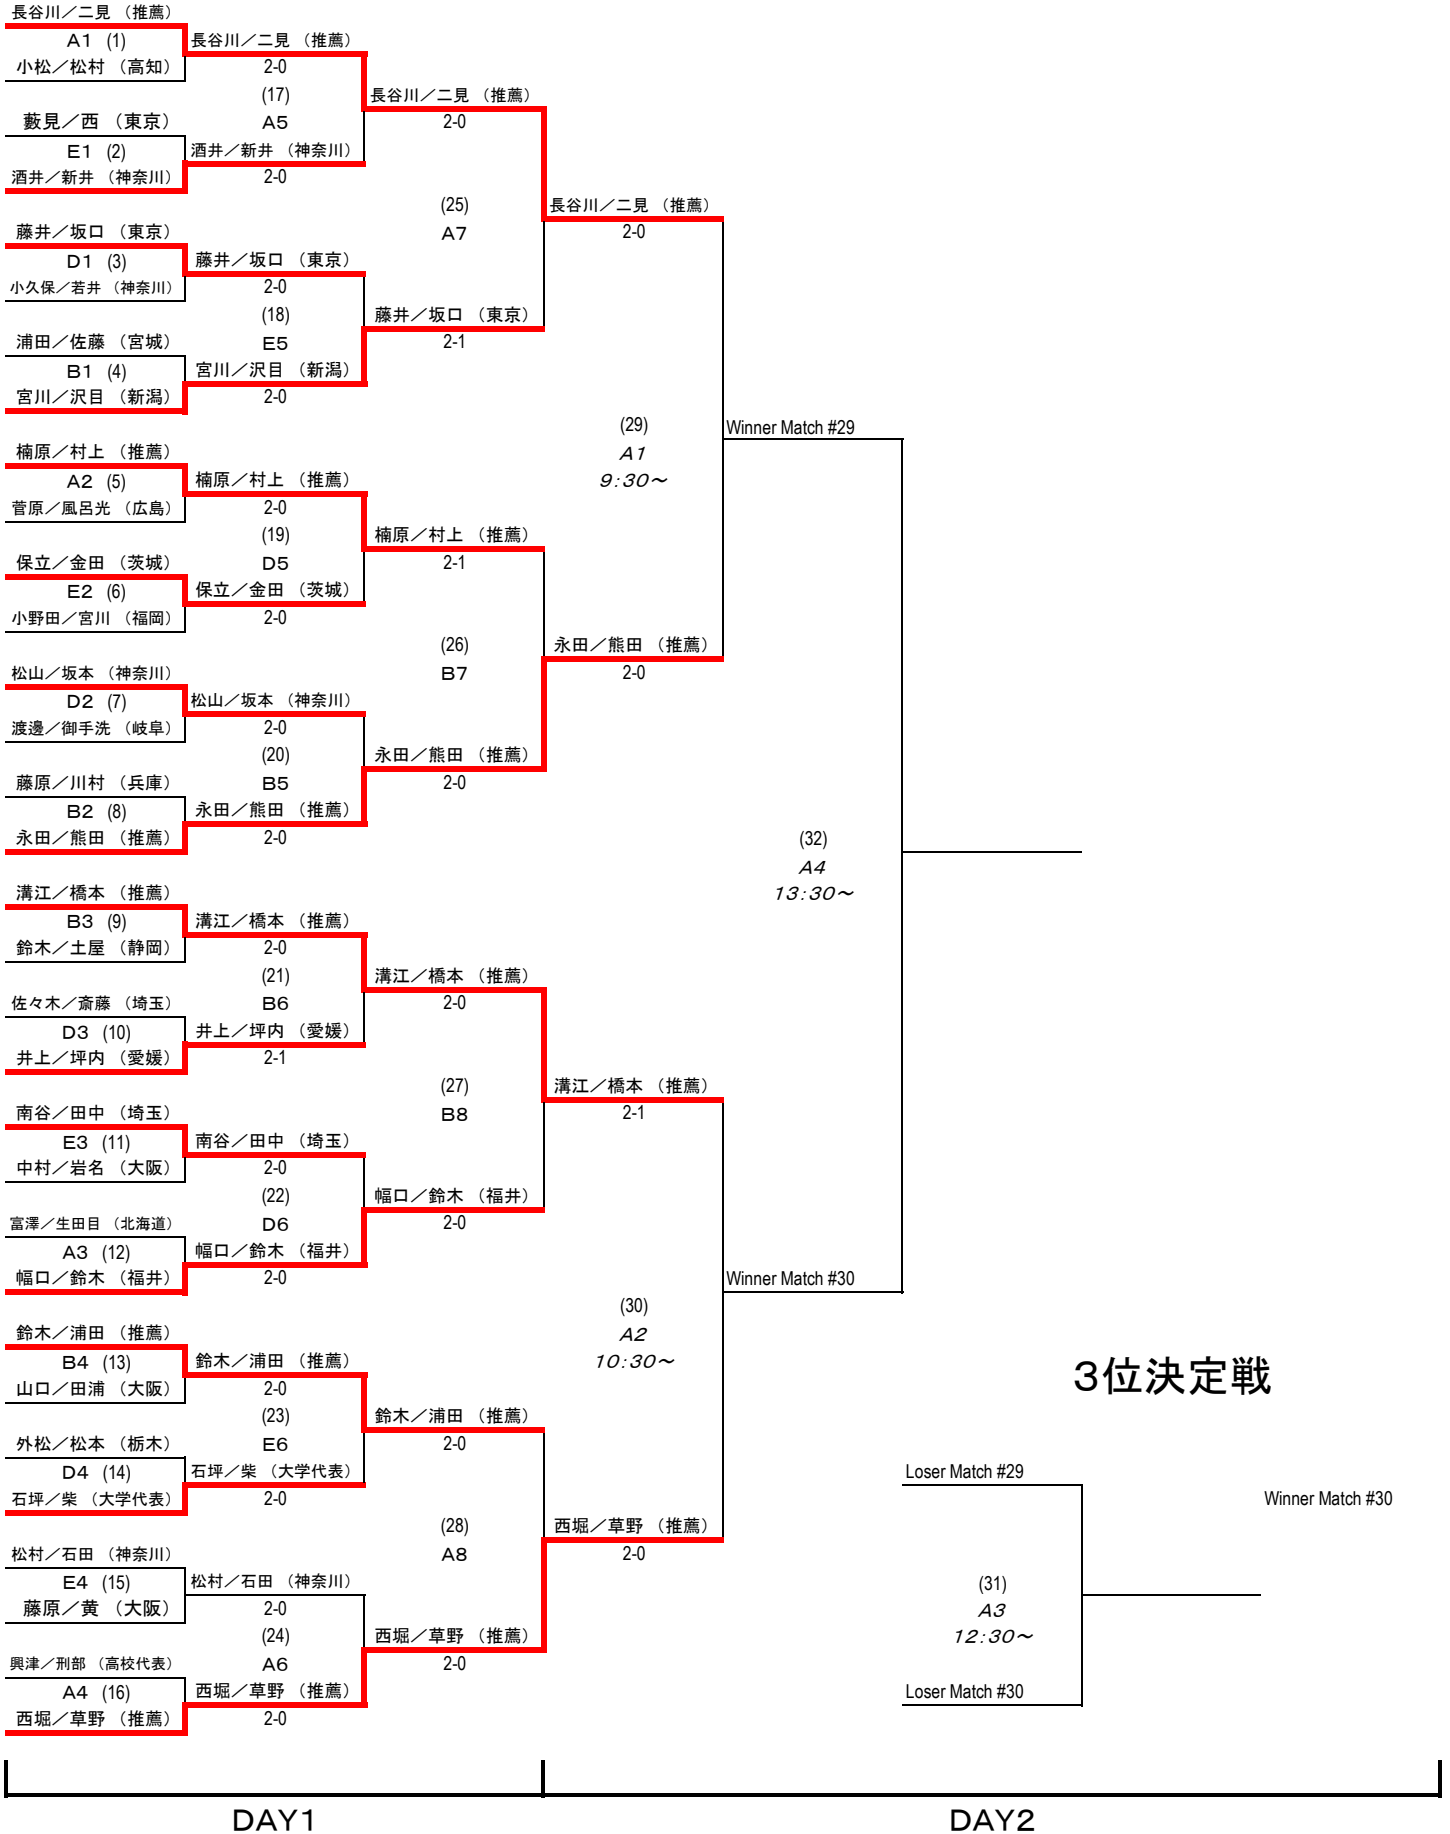 長谷川／二見 （推薦）
A1 (1)
小松／松村 （高知）
藪見／西 （東京）
E1 (2)
酒井／新井 （神奈川）
藤井／坂口 （東京）
D1 (3)
小久保／若井 （神奈川）
浦田／佐藤 （宮城）
B1 (4)
宮川／沢目 （新潟）
楠原／村上 （推薦）
A2 (5)
菅原／風呂光 （広島）
保立／金田 （茨城）
E2 (6)
小野田／宮川 （福岡）
松山／坂本 （神奈川）
D2 (7)
渡邊／御手洗 （岐阜）
藤原／川村 （兵庫）
B2 (8)
永田／熊田 （推薦）
溝江／橋本 （推薦）
B3 (9)
鈴木／土屋 （静岡）
佐々木／斎藤 （埼玉）
D3 (10)
井上／坪内 （愛媛）
南谷／田中 （埼玉）
E3 (11)
中村／岩名 （大阪）
富澤／生田目 （北海道）
A3 (12)
幅口／鈴木 （福井）
鈴木／浦田 （推薦）
B4 (13)
山口／田浦 （大阪）
外松／松本 （栃木）
D4 (14)
石坪／柴 （大学代表）
松村／石田 （神奈川）
E4 (15)
藤原／黄 （大阪）
興津／刑部 （高校代表）
A4 (16)
西堀／草野 （推薦）
長谷川／二見 （推薦）
2-0
(17)
A5
酒井／新井 （神奈川）
2-0
藤井／坂口 （東京）
2-0
(18)
E5
宮川／沢目 （新潟）
2-0
楠原／村上 （推薦）
2-0
(19)
D5
保立／金田 （茨城）
2-0
松山／坂本 （神奈川）
2-0
(20)
B5
永田／熊田 （推薦）
2-0
溝江／橋本 （推薦）
2-0
(21)
B6
井上／坪内 （愛媛）
2-1
南谷／田中 （埼玉）
2-0
(22)
D6
幅口／鈴木 （福井）
2-0
鈴木／浦田 （推薦）
2-0
(23)
E6
石坪／柴 （大学代表）
2-0
松村／石田 （神奈川）
2-0
(24)
A6
西堀／草野 （推薦）
2-0
長谷川／二見 （推薦）
2-0
(25)
A7
藤井／坂口 （東京）
2-1
楠原／村上 （推薦）
2-1
(26)
B7
永田／熊田 （推薦）
2-0
溝江／橋本 （推薦）
2-0
(27)
B8
幅口／鈴木 （福井）
2-0
鈴木／浦田 （推薦）
2-0
(28)
A8
西堀／草野 （推薦）
2-0
長谷川／二見 （推薦）
2-0
(29)
A1
9:30～
永田／熊田 （推薦）
2-0
溝江／橋本 （推薦）
2-1
(30)
A2
10:30～
西堀／草野 （推薦）
2-0
Winner Match #29
(32)
A4
13:30～
Winner Match #30
3位決定戦
Loser Match #29
Winner Match #30
(31)
A3
12:30～
Loser Match #30
DAY1
DAY2